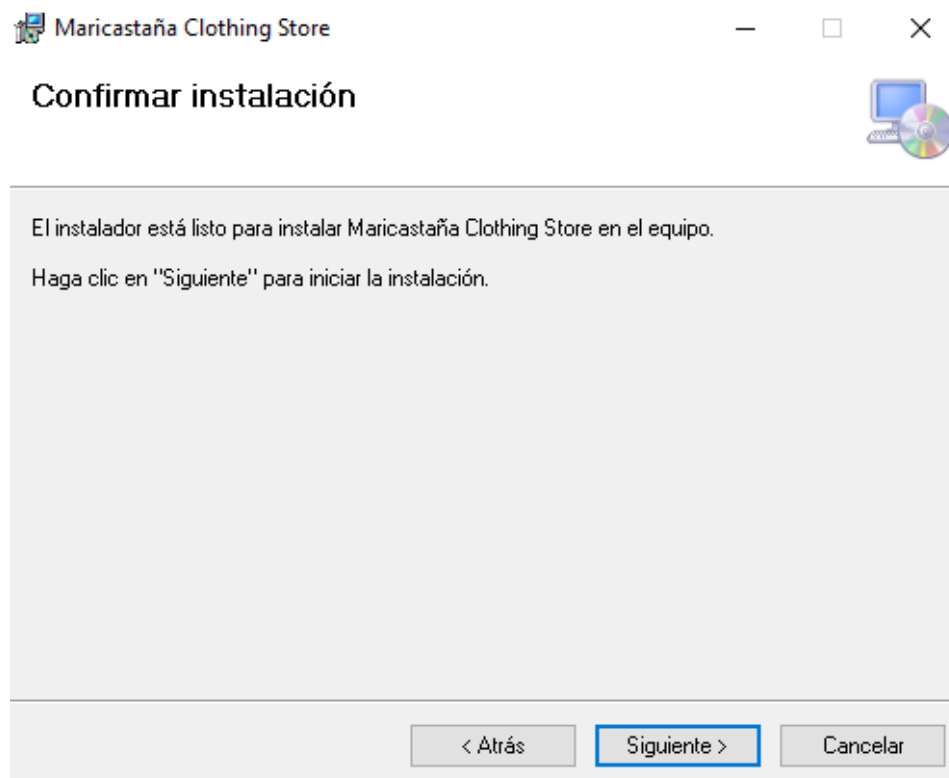 Maricastaña Clothing Store
Confirmar instalación
El instalador está listo para instalar Maricastaña Clothing Store en el equipo.
Haga clic en "Siguiente" para iniciar la instalación.
< Atrás
Siguiente >
Cancelar